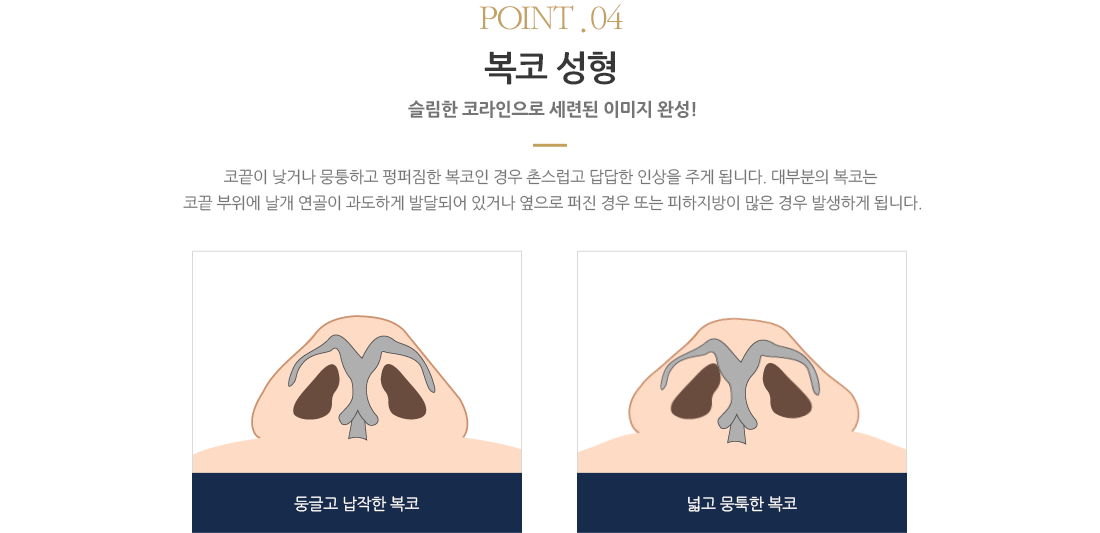 POINT . 04
복코 성형
슬림한 코라인으로 세련된 이미지 완성!
코끝이 낮거나 뭉퉁하고 펑퍼짐한 복코인 경우 촌스럽고 답답한 인상을 주게 됩니다. 대부분의 복코는
코끝 부위에 날개 연골이 과도하게 발달되어 있거나 옆으로 퍼진 경우 또는 피하지방이 많은 경우 발생하게 됩니다.
둥글고 납작한 복코
넓고 뭉툭한 복코